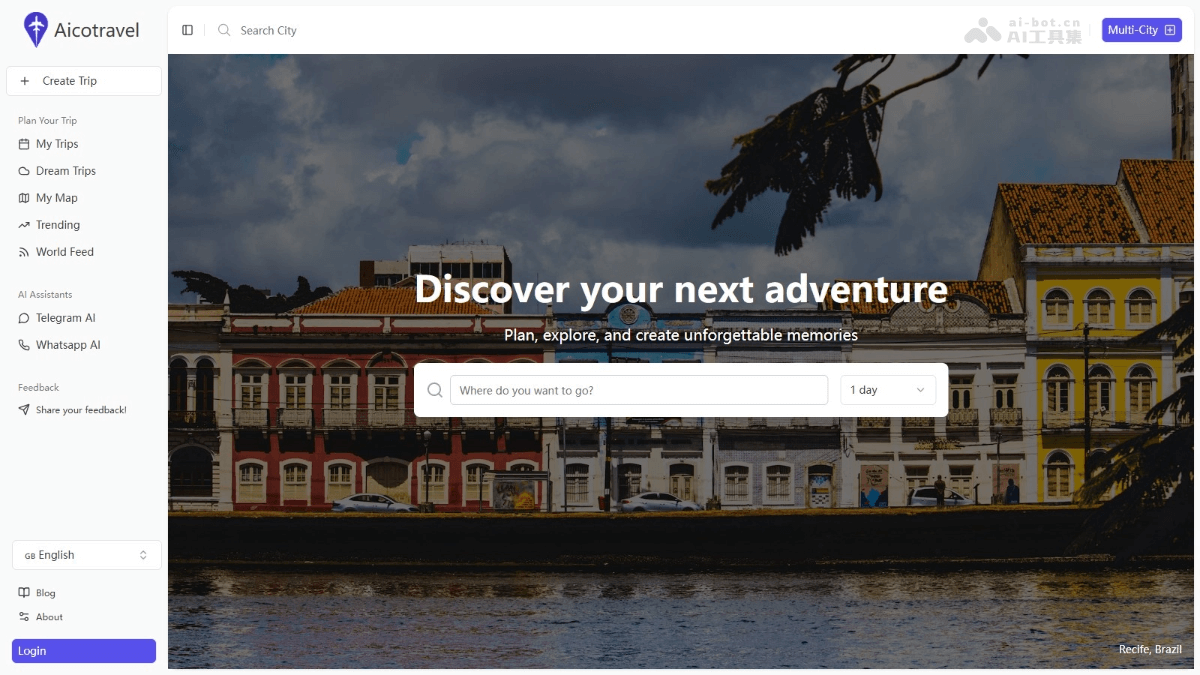 Aicotravel
Create Trip
Plan Your Trip
My Trips
Dream Trips
My Map
Trending
World Feed
AI Assistants
Telegram AI
Whatsapp AI
Feedback
Share your feedback!
GB English
Blog
About
Login
Search City
ai-bot.cn
AI工具集
Multi-City
Discover your next adventure
Plan, explore, and create unforgettable memories
Where do you want to go?
1 day
Recife, Brazil